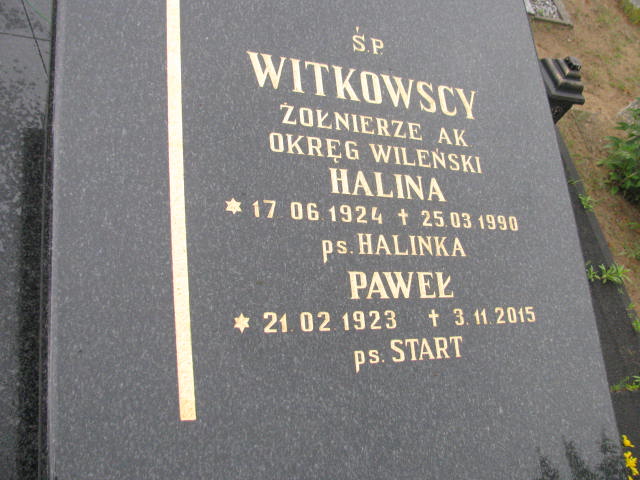 Ś.P.
WITKOWSCY
ŻOŁNIERZE AK
OKRĘG WILEŃSKI
HALINA
✶ 17.06 1924 ✝ 25.03 1990
ps. HALINKA
PAWEŁ
✶ 21.02 1923 ✝ 3.11.2015
ps. START